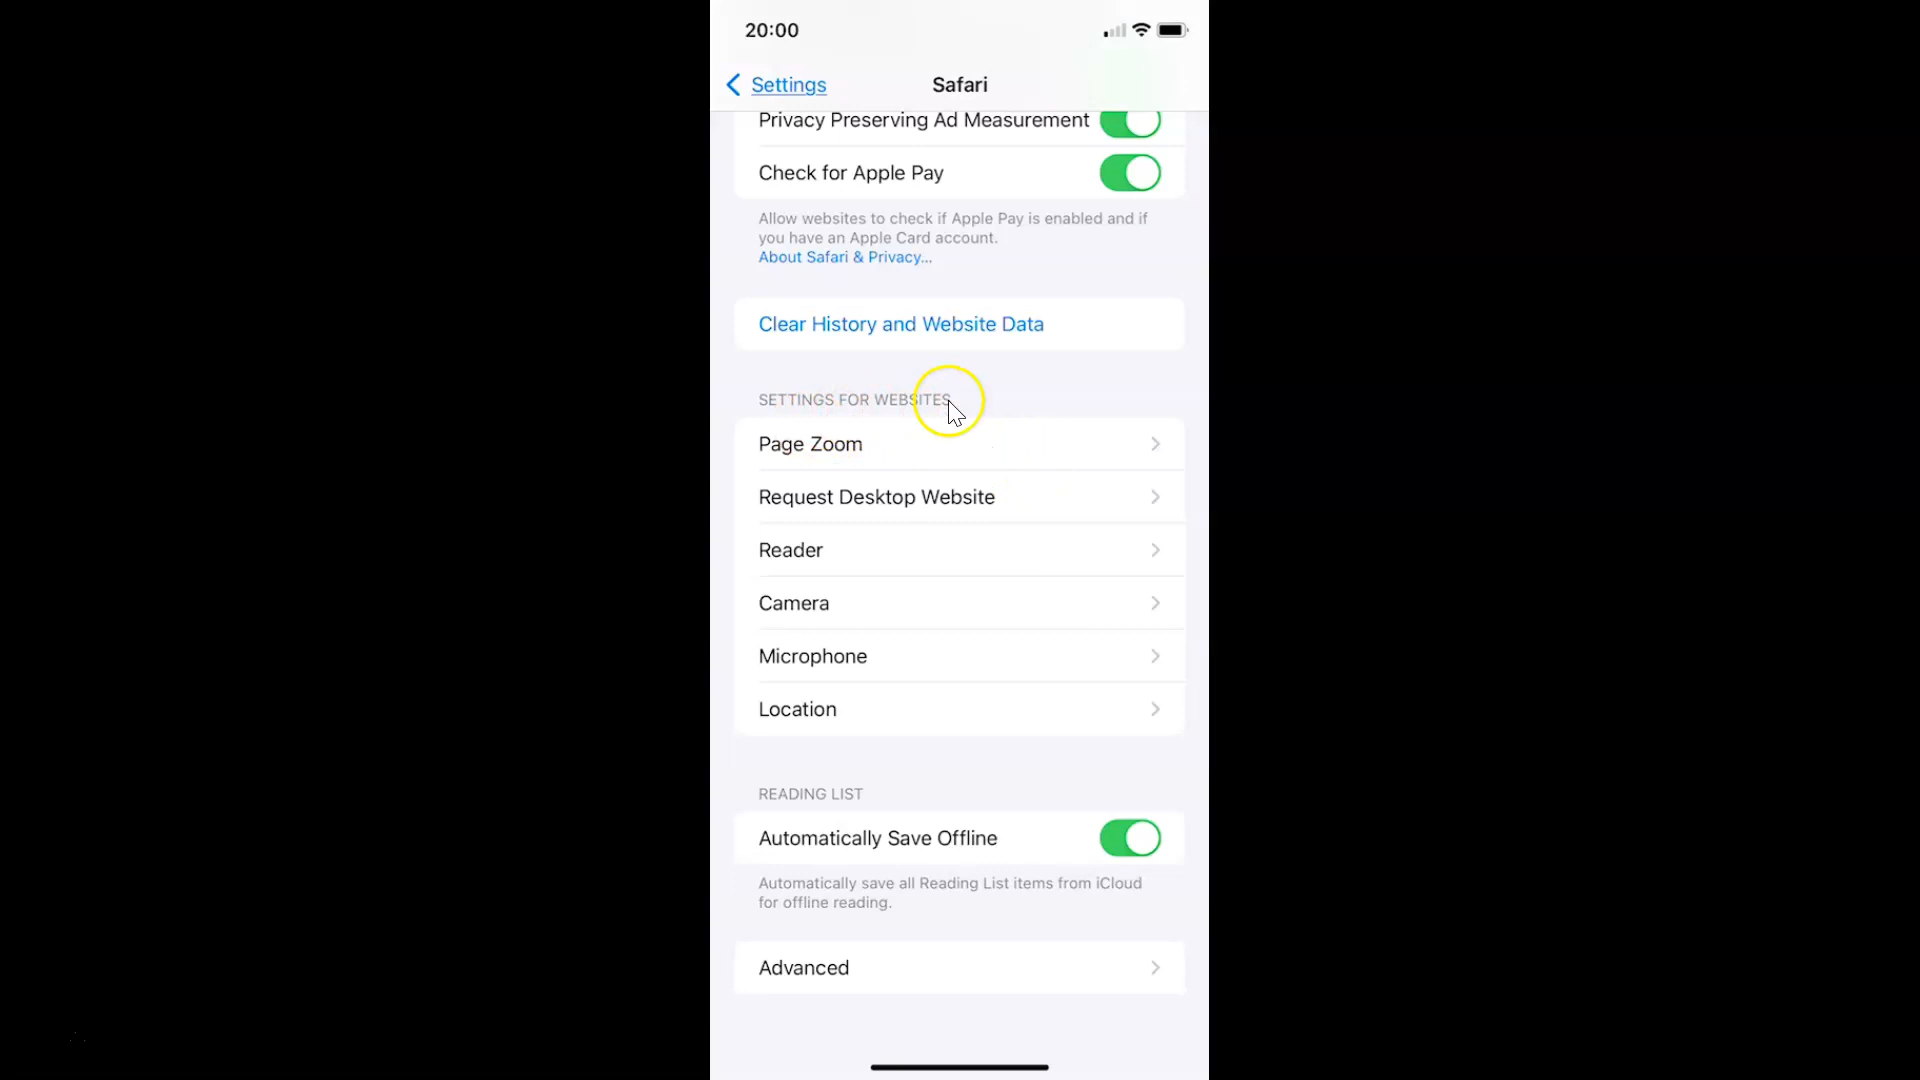 20:00
Settings
Safari
Privacy Preserving Ad Measurement
Check for Apple Pay
Allow websites to check if Apple Pay is enabled and if
you have an Apple Card account.
About Safari & Privacy...
Clear History and Website Data
SETTINGS FOR WEBSITES
Page Zoom
Request Desktop Website
Reader
Camera
Microphone
Location
READING LIST
Automatically Save Offline
Automatically save all Reading List items from iCloud
for offline reading.
Advanced